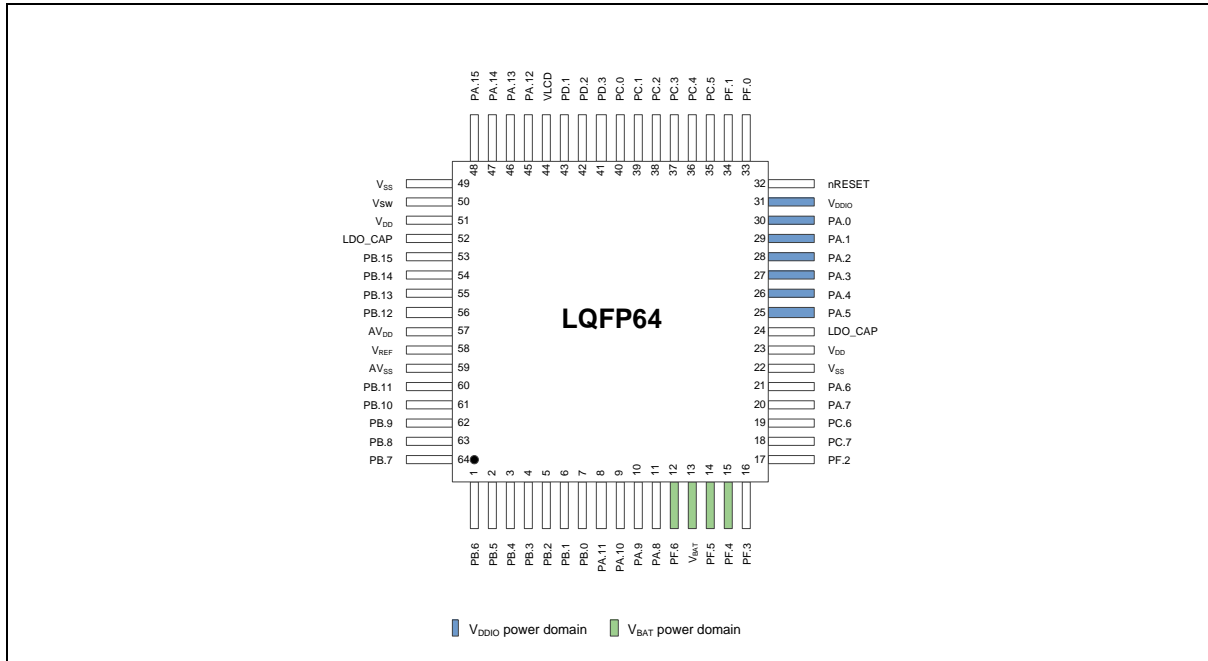 PA.15
PA.14
PA.13
PA.12
VLCD
PD.1
PD.2
PD.3
PC.0
PC.1
PC.2
PC.3
PC.4
PC.5
PF.1
PF.0
48
47
46
45
44
43
42
41
40
39
38
37
36
35
34
33
VSS 49
Vsw 50
VDD 51
LDO_CAP 52
PB.15 53
PB.14 54
PB.13 55
PB.12 56
AVDD 57
VREF 58
AVSS 59
PB.11 60
PB.10 61
PB.9 62
PB.8 63
PB.7 64
LQFP64
32 nRESET
31 VDDIO
30 PA.0
29 PA.1
28 PA.2
27 PA.3
26 PA.4
25 PA.5
24 LDO_CAP
23 VDD
22 VSS
21 PA.6
20 PA.7
19 PC.6
18 PC.7
17 PF.2
1
2
3
4
5
6
7
8
9
10
11
12
13
14
15
16
PB.6
PB.5
PB.4
PB.3
PB.2
PB.1
PB.0
PA.11
PA.10
PA.9
PA.8
PF.6
VBAT
PF.5
PF.4
PF.3
VDDIO power domain
VBAT power domain